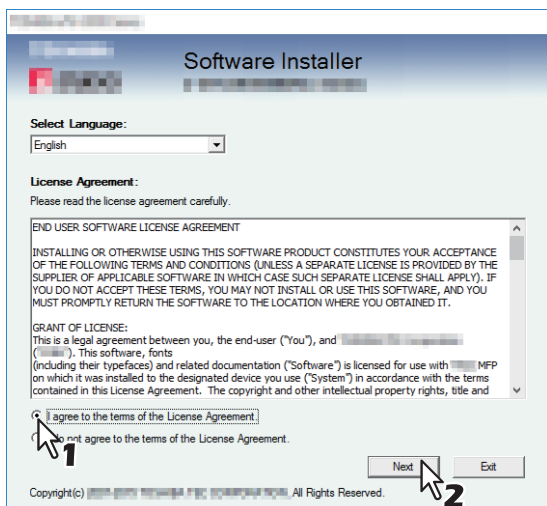 Software Installer
Select Language:
English
License Agreement:
Please read the license agreement carefully.
END USER SOFTWARE LICENSE AGREEMENT
INSTALLING OR OTHERWISE USING THIS SOFTWARE PRODUCT CONSTITUTES YOUR ACCEPTANCE
OF THE FOLLOWING TERMS AND CONDITIONS (UNLESS A SEPARATE LICENSE IS PROVIDED BY THE
SUPPLIER OF APPLICABLE SOFTWARE IN WHICH CASE SUCH SEPARATE LICENSE SHALL APPLY). IF
YOU DO NOT ACCEPT THESE TERMS, YOU MAY NOT INSTALL OR USE THIS SOFTWARE, AND YOU
MUST PROMPTLY RETURN THE SOFTWARE TO THE LOCATION WHERE YOU OBTAINED IT.
GRANT OF LICENSE:
This is a legal agreement between you, the end-user ("You"), and
(" "). This software, fonts
(including their typefaces) and related documentation ("Software") is licensed for use with MFP
on which it was installed to the designated device you use ("System") in accordance with the terms
contained in this License Agreement. The copyright and other intellectual property rights, title and
I agree to the terms of the License Agreement.
do not agree to the terms of the License Agreement.
1
Next
Exit
2
Copyright(c) All Rights Reserved.